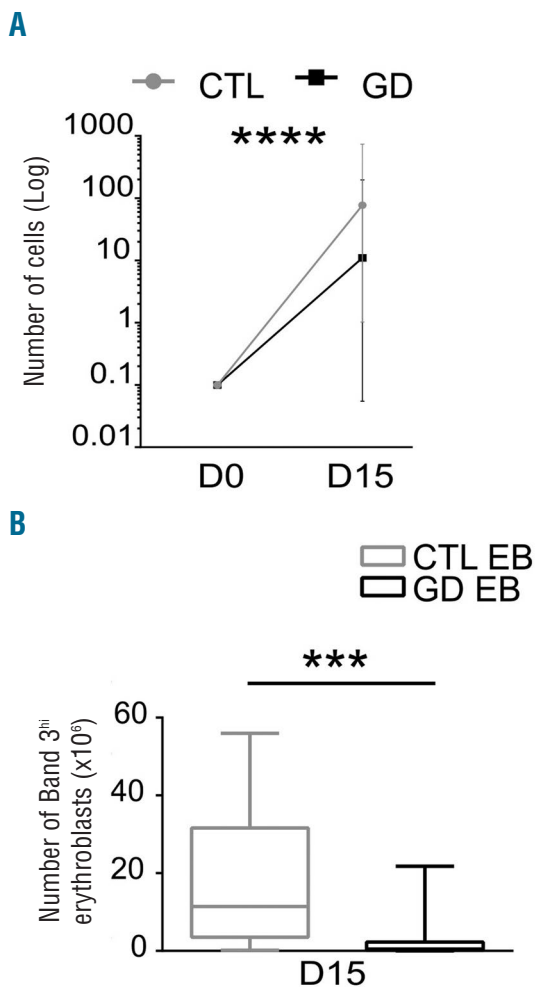 A
CTL GD
****
Number of cells (Log)
1000
100
10
1
0.1
0.01
D0 D15
B
CTL EB
GD EB
***
Number of Band 3hi
erythroblasts (x10⁶)
60
40
20
0
D15